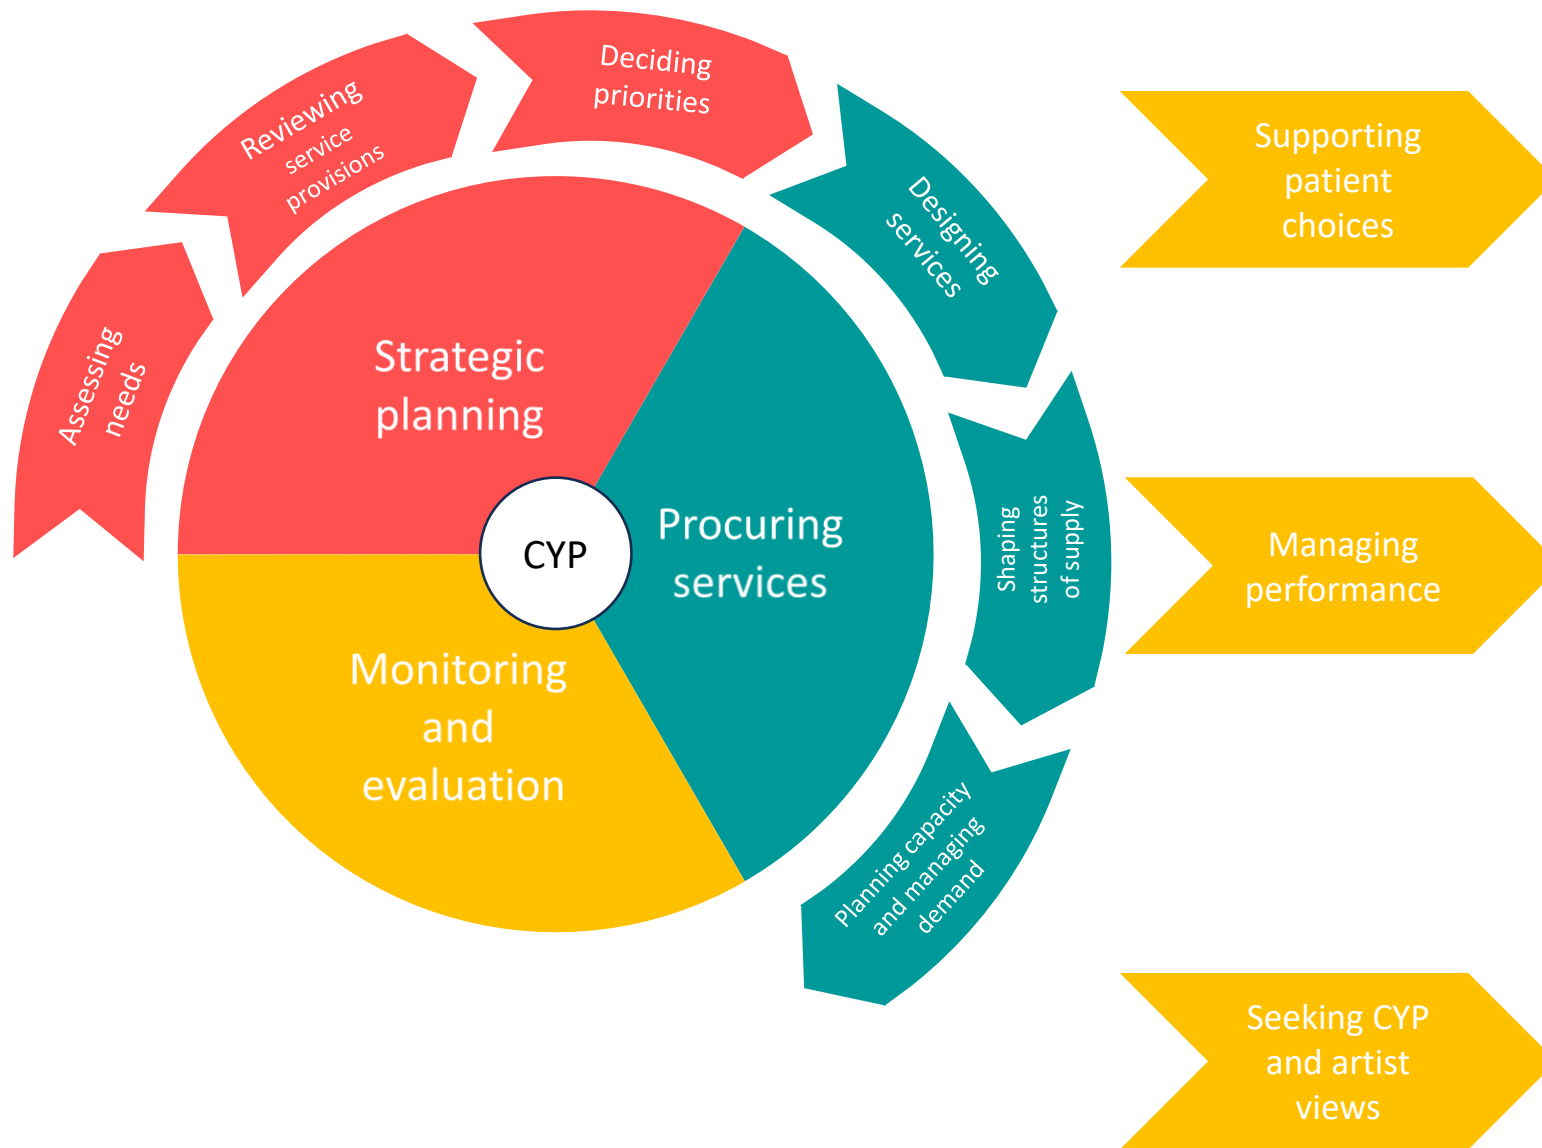 Assessing
needs
Reviewing
service
provisions
Deciding
priorities
Designing
services
Shaping
structures
of supply
Planning capacity
and managing
demand
Strategic
planning
Procuring
services
CYP
Monitoring
and
evaluation
Supporting
patient
choices
Managing
performance
Seeking CYP
and artist
views